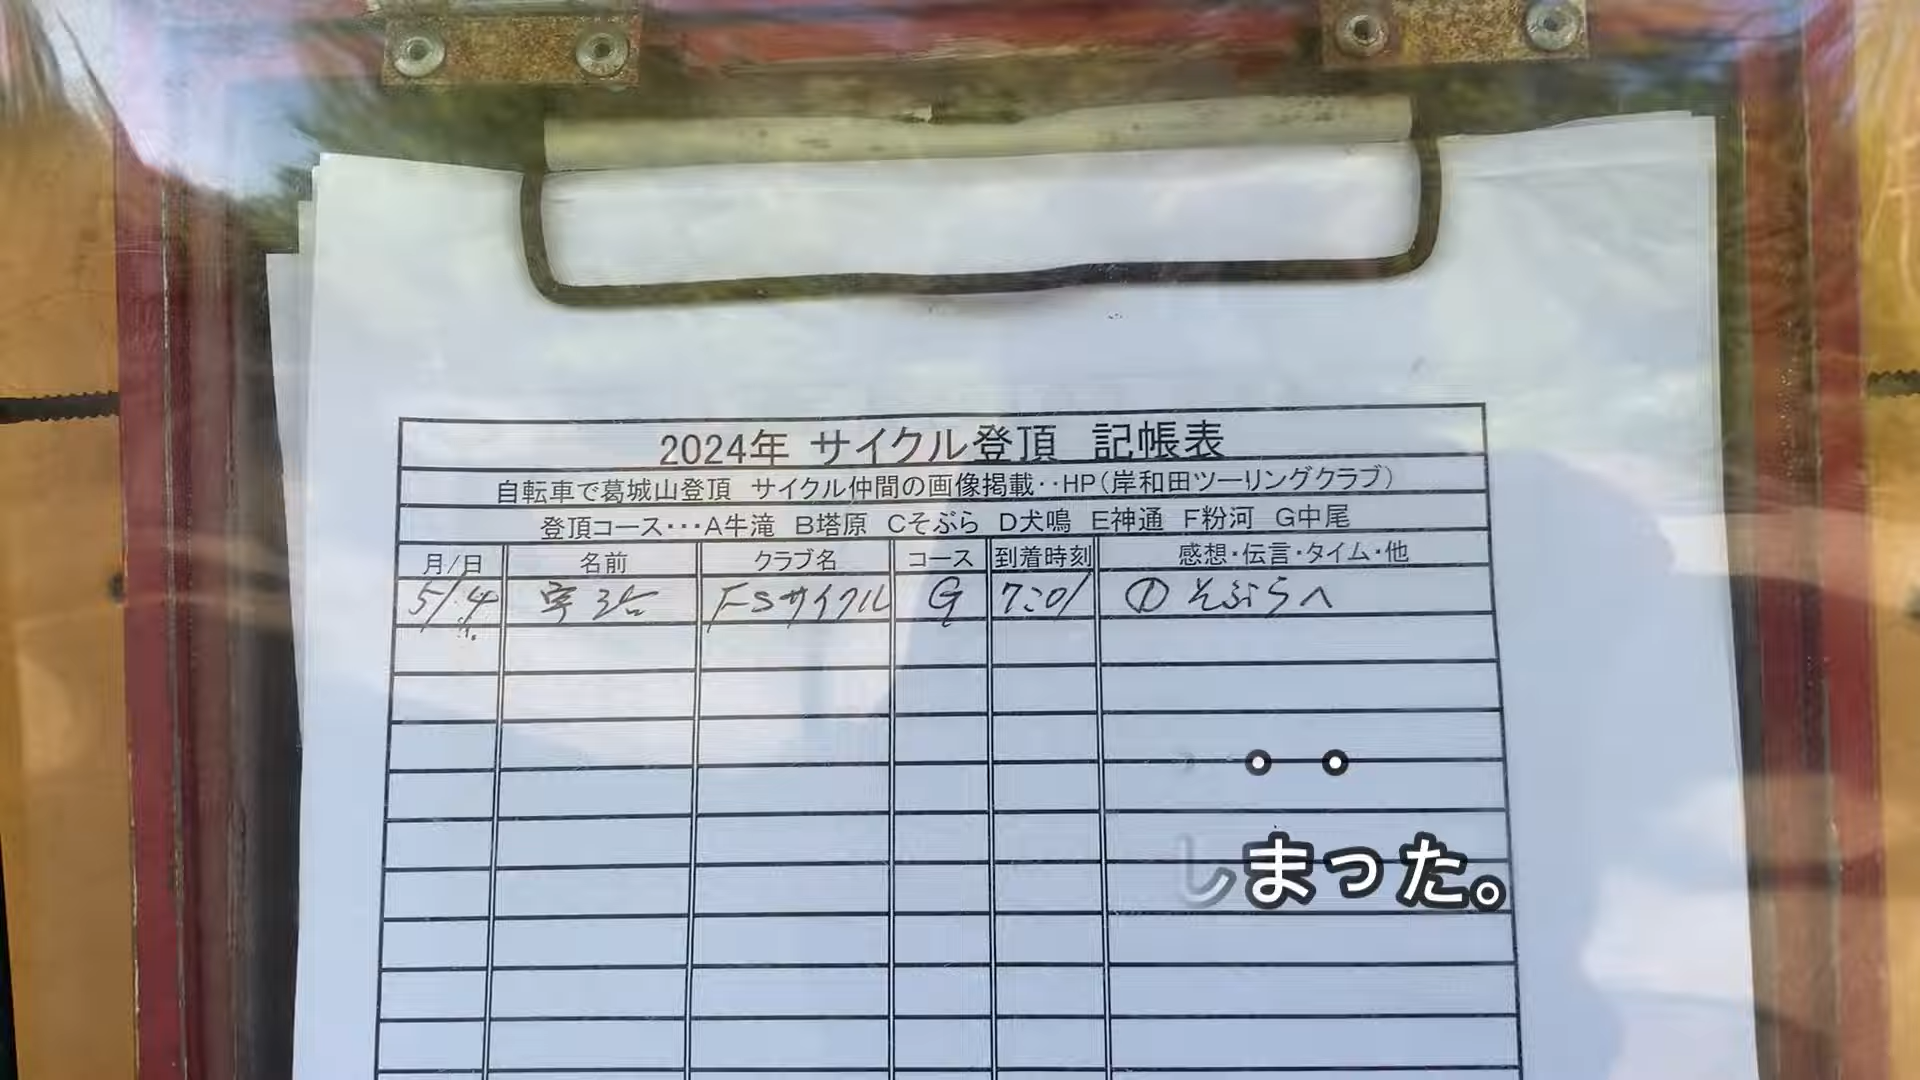 2024年 サイクル登頂 記帳表
自転車で葛城山登頂 サイクル仲間の画像掲載‥HP(岸和田ツーリングクラブ)
登頂コース･･･A牛滝 B塔原 Cそぶら D犬鳴 E神通 F粉河 G中尾
月/日 名前 クラブ名 コース 到着時刻 感想・伝言・タイム・他
5/4 宇治 FSサイクル G 7:01 ① そぶらへ
しまった。